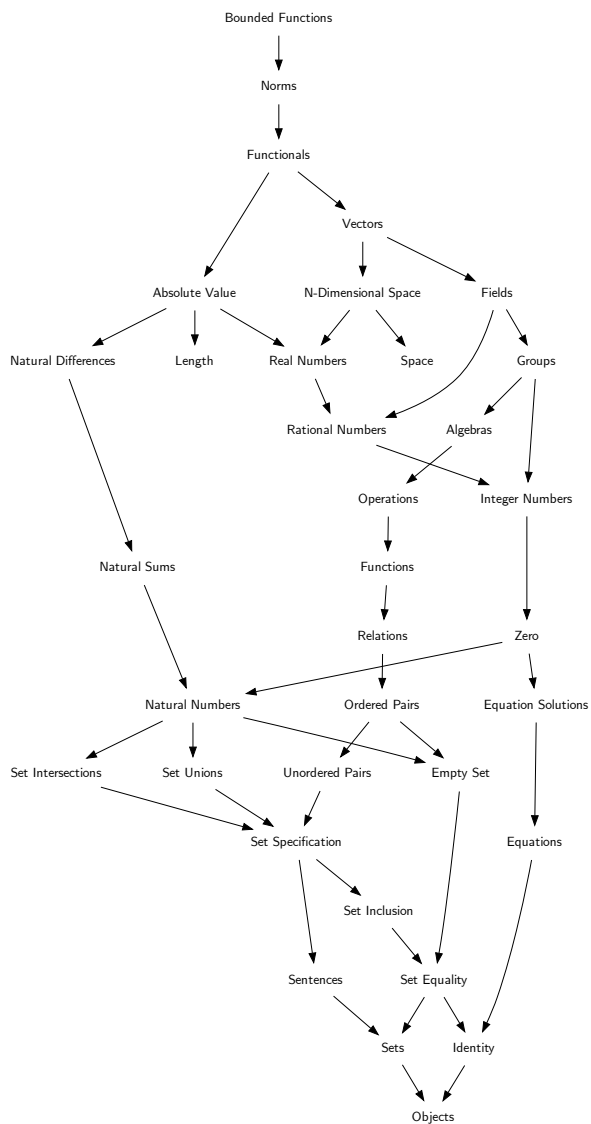 Bounded Functions
Norms
Functionals
Vectors
Absolute Value
N-Dimensional Space
Fields
Natural Differences
Length
Real Numbers
Space
Groups
Rational Numbers
Algebras
Operations
Integer Numbers
Natural Sums
Functions
Relations
Zero
Natural Numbers
Ordered Pairs
Equation Solutions
Set Intersections
Set Unions
Unordered Pairs
Empty Set
Set Specification
Equations
Set Inclusion
Sentences
Set Equality
Sets
Identity
Objects